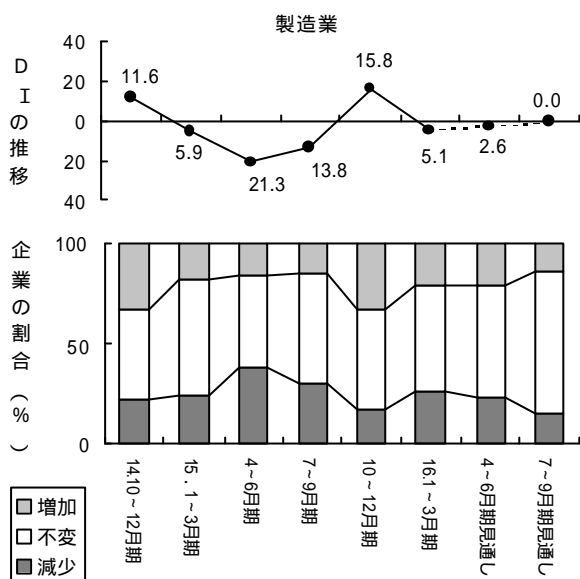 製造業
DIの推移
40
20
0
20
40
11.6
5.9
21.3
13.8
15.8
5.1
2.6
0.0
企業の割合（％）
100
50
0
14.10～12月期
15．1～3月期
4～6月期
7～9月期
10～12月期
16.1～3月期
4～6月期見通し
7～9月期見通し
増加
不変
減少